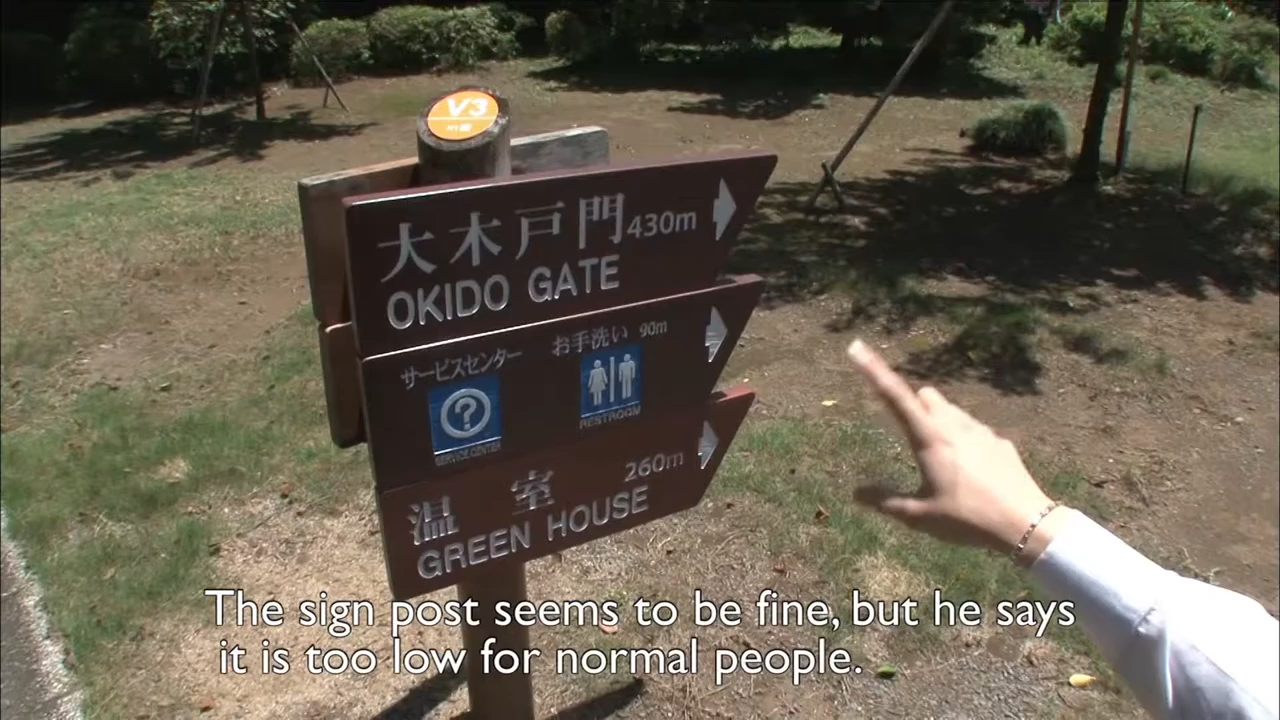 V3
大木戸門 430m
OKIDO GATE
サービスセンター お手洗い 90m
?
SERVICE CENTER RESTROOM
温室 260m
GREEN HOUSE
The sign post seems to be fine, but he says
it is too low for normal people.